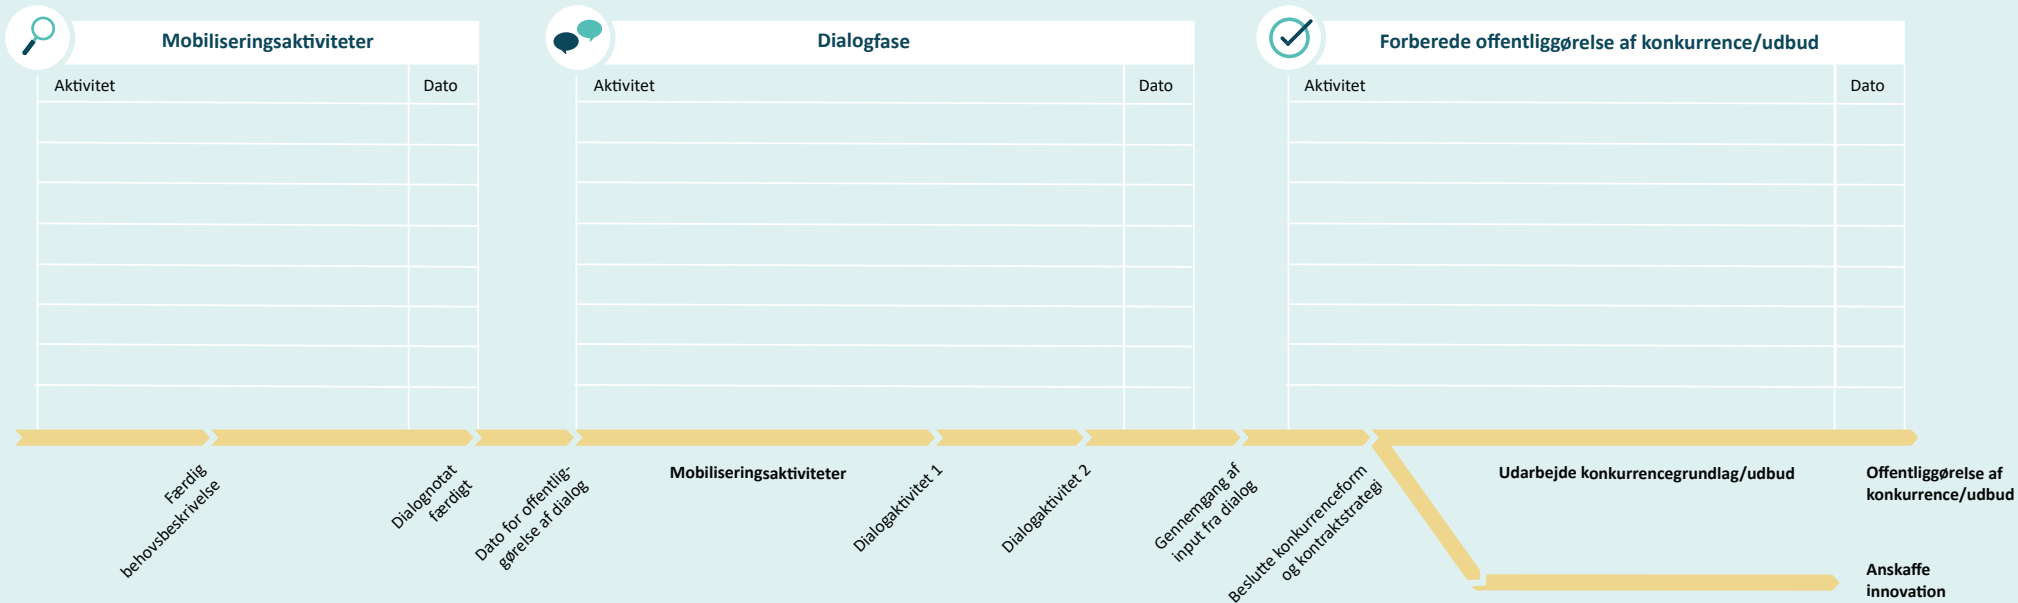 Mobiliseringsaktiviteter
Aktivitet
Dato
Dialogfase
Aktivitet
Dato
Forberede offentliggørelse af konkurrence/udbud
Aktivitet
Dato
Færdig
behovsbeskrivelse
Dialognotat
færdigt
Dato for offentlig-
gørelse af dialog
Mobiliseringsaktiviteter
Dialogaktivitet 1
Dialogaktivitet 2
Gennemgang af
input fra dialog
Beslutte konkurrenceform
og kontraktstrategi
Udarbejde konkurrencegrundlag/udbud
Offentliggørelse af
konkurrence/udbud
Anskaffe
innovation